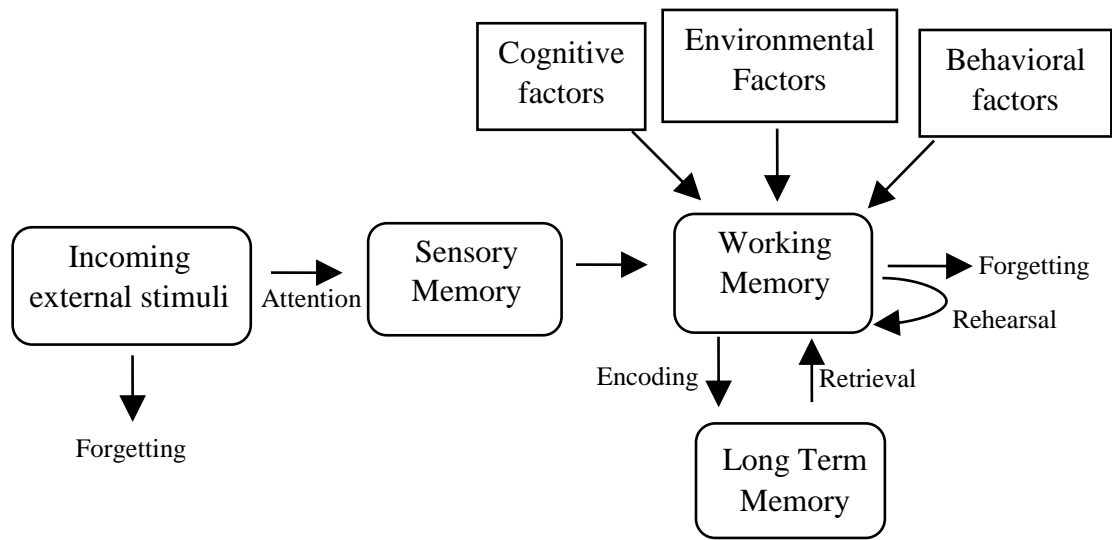 Cognitive
factors
Environmental
Factors
Behavioral
factors
Incoming
external stimuli
Attention
Sensory
Memory
Working
Memory
Forgetting
Rehearsal
Encoding
Retrieval
Forgetting
Long Term
Memory